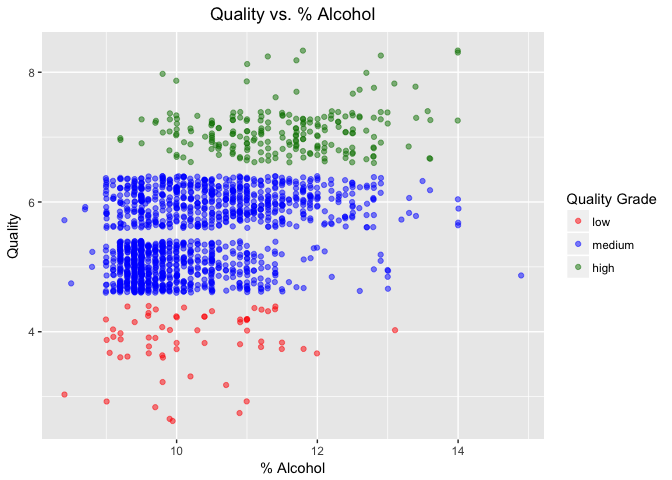 Quality vs. % Alcohol
8
6
4
Quality
10
12
14
% Alcohol
Quality Grade
low
medium
high